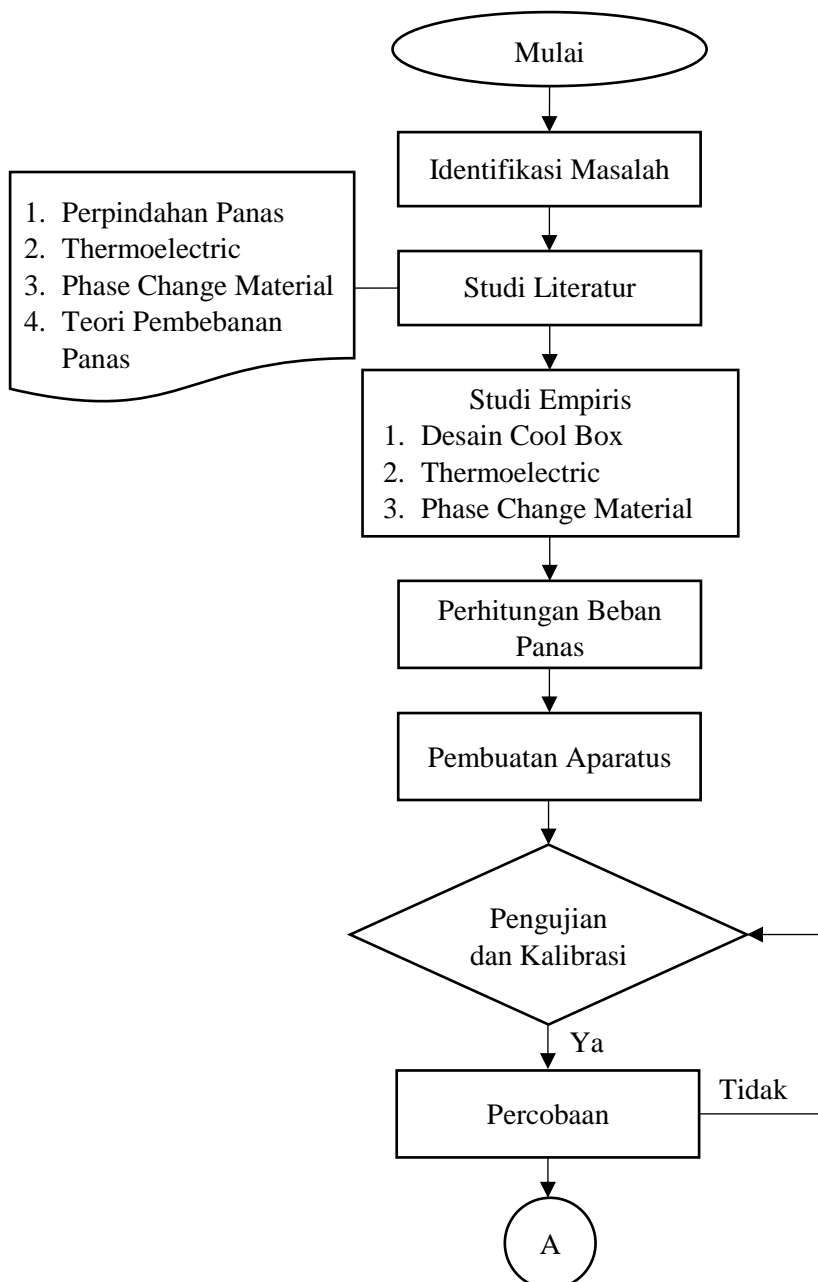 Mulai
Identifikasi Masalah
1. Perpindahan Panas
2. Thermoelectric
3. Phase Change Material
4. Teori Pembebanan
Panas
Studi Literatur
Studi Empiris
1. Desain Cool Box
2. Thermoelectric
3. Phase Change Material
Perhitungan Beban
Panas
Pembuatan Aparatus
Pengujian
dan Kalibrasi
Ya
Percobaan
Tidak
A